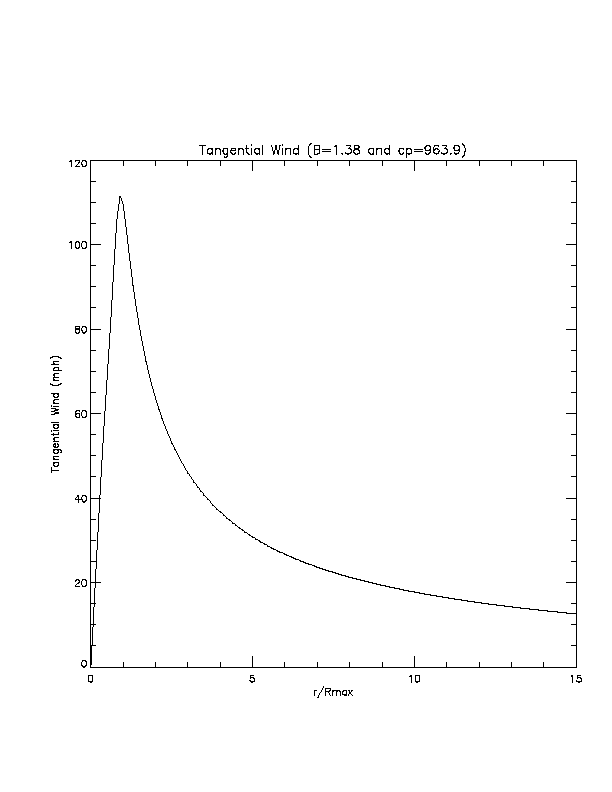 Tangential Wind (B=1.38 and cp=963.9)
120
100
80
60
40
20
0
Tangential Wind (mph)
0 5 10 15
r/Rmax